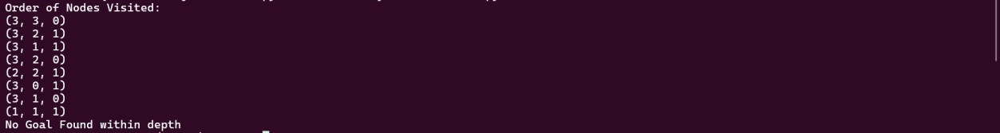 Order of Nodes Visited:
(3, 3, 0)
(3, 2, 1)
(3, 1, 1)
(3, 2, 0)
(2, 2, 1)
(3, 0, 1)
(3, 1, 0)
(1, 1, 1)
No Goal Found within depth